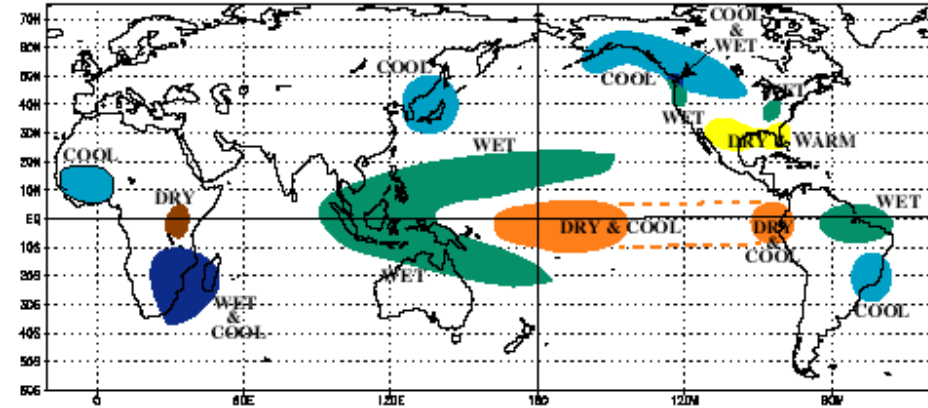 COOL
&
WET
70N
60N
COOL
50N
COOL
WET
40N
WET
30N
DRY & WARM
COOL
WET
20N
DRY
WET
10N
EQ
DRY & COOL
DRY
&
COOL
10S
WET
20S
WET
&
COOL
COOL
30S
40S
50S
60S
0
60E
120E
180
120W
60W